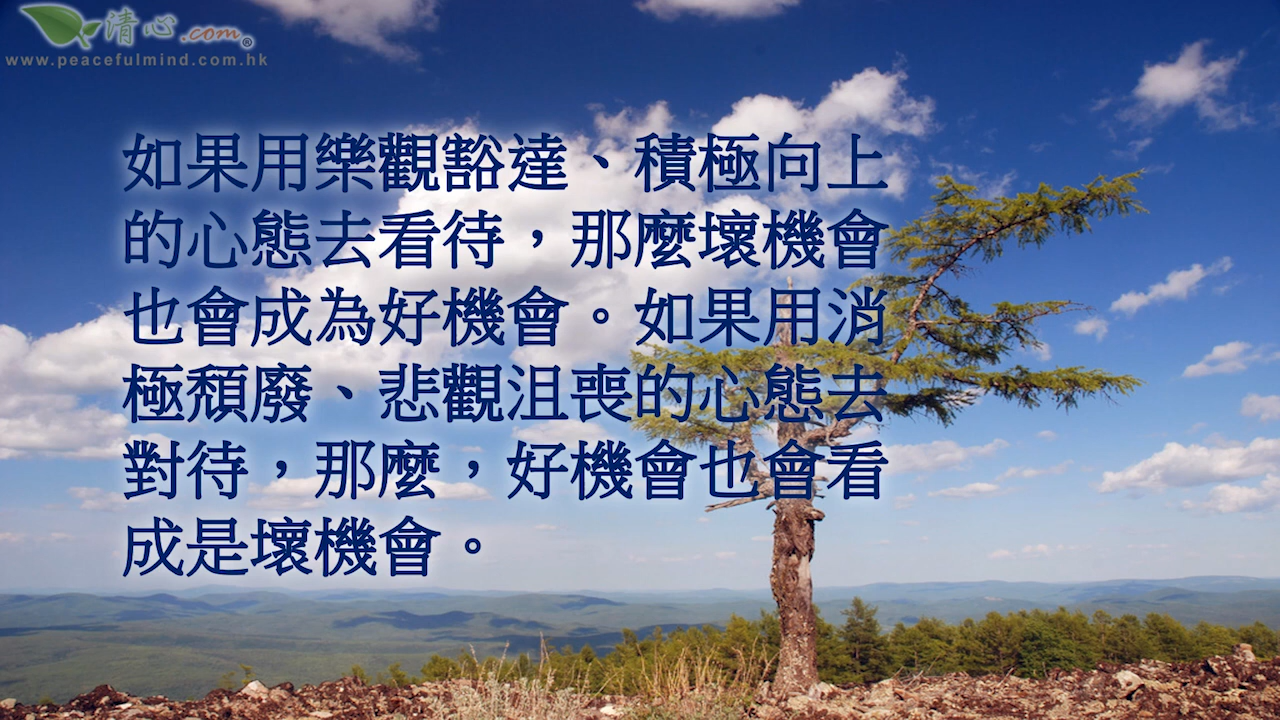 清心.com®
www.peacefulmind.com.hk
如果用樂觀豁達、積極向上
的心態去看待，那麼壞機會
也會成為好機會。如果用消
極頹廢、悲觀沮喪的心態去
對待，那麼，好機會也會看
成是壞機會。